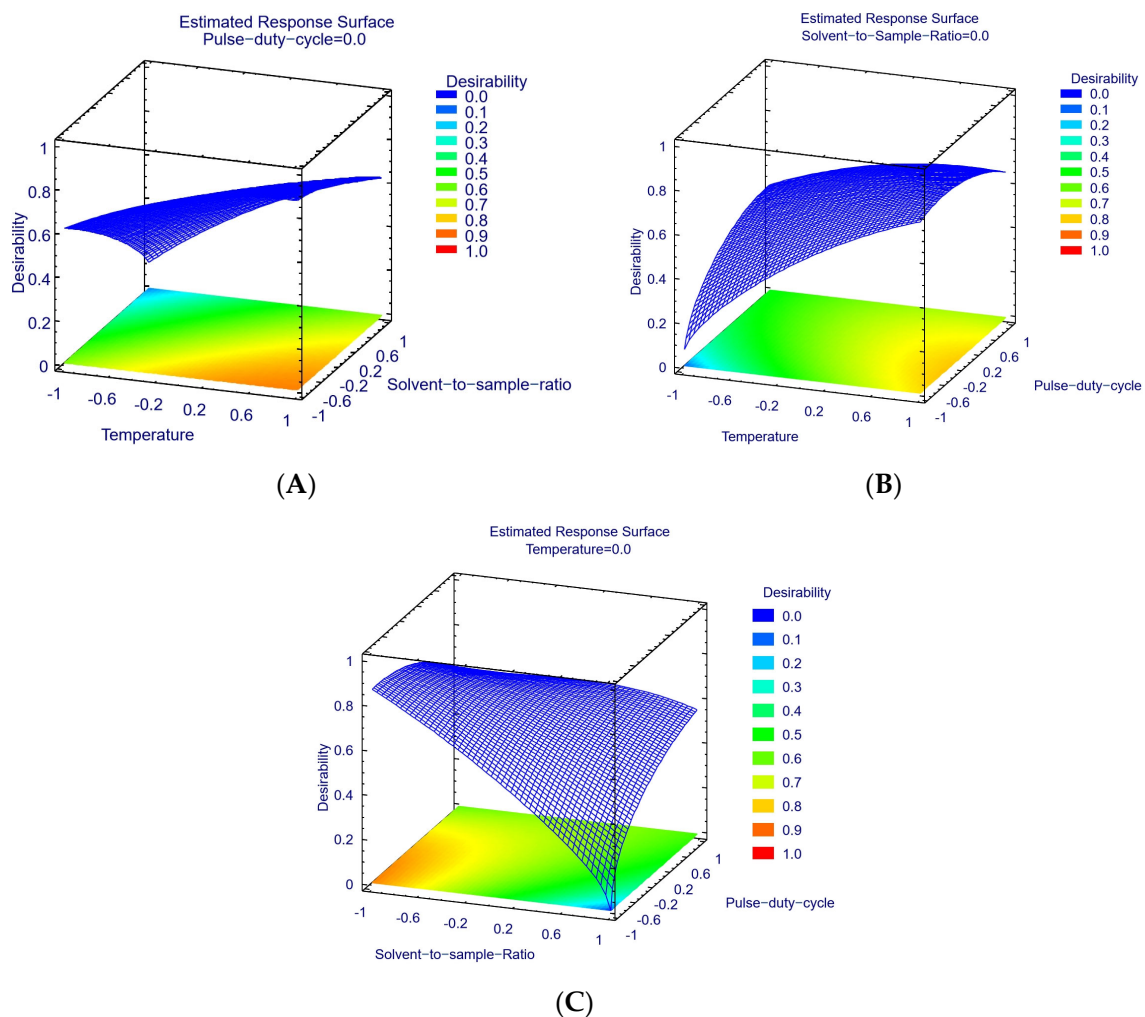 Estimated Response Surface
Pulse-duty-cycle=0.0
Desirability
0.0
0.1
0.2
0.3
0.4
0.5
0.6
0.7
0.8
0.9
1.0
1
0.8
0.6
0.4
0.2
0
Desirability
-1 -0.6 -0.2 0.2 0.6 1
Temperature
-1 -0.6 -0.2 0.2 0.6 1
Solvent-to-sample-ratio
(A)
Estimated Response Surface
Solvent-to-Sample-Ratio=0.0
Desirability
0.0
0.1
0.2
0.3
0.4
0.5
0.6
0.7
0.8
0.9
1.0
1
0.8
0.6
0.4
0.2
0
Desirability
-1 -0.6 -0.2 0.2 0.6 1
Temperature
-1 -0.6 -0.2 0.2 0.6 1
Pulse-duty-cycle
(B)
Estimated Response Surface
Temperature=0.0
Desirability
0.0
0.1
0.2
0.3
0.4
0.5
0.6
0.7
0.8
0.9
1.0
1
0.8
0.6
0.4
0.2
0
Desirability
-1 -0.6 -0.2 0.2 0.6 1
Solvent-to-sample-Ratio
-1 -0.6 -0.2 0.2 0.6 1
Pulse-duty-cycle
(C)